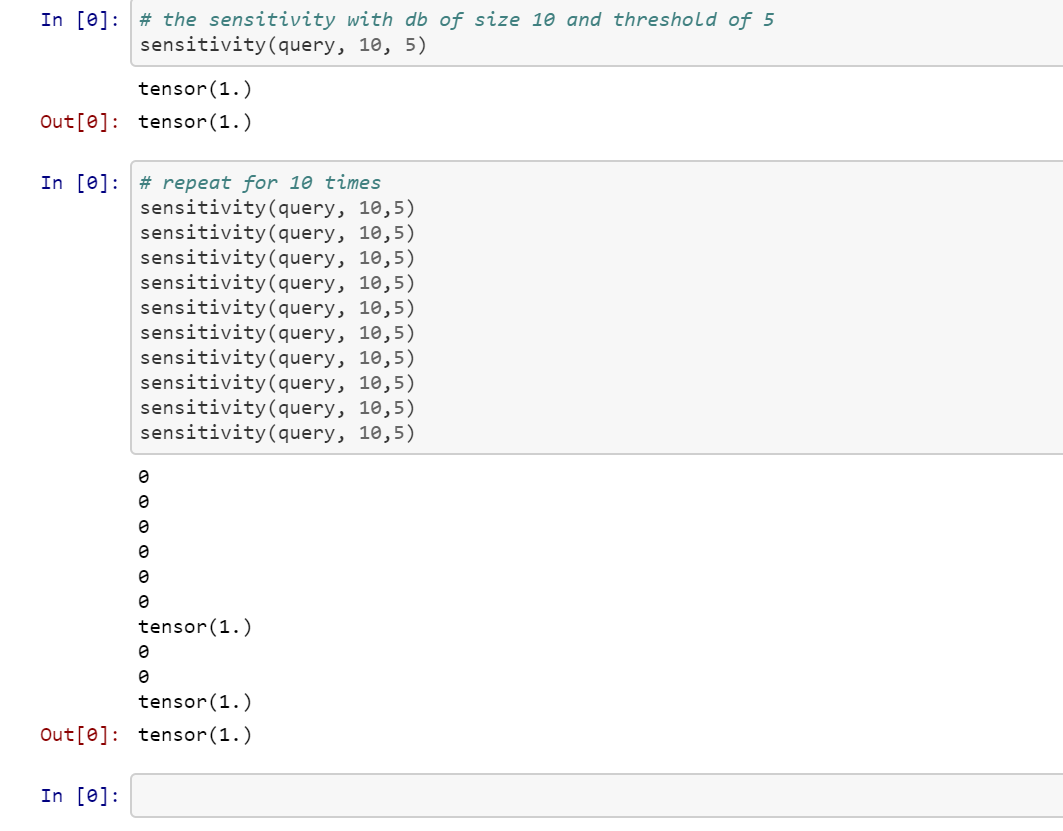 In [0]: # the sensitivity with db of size 10 and threshold of 5
sensitivity(query, 10, 5)
tensor(1.)
Out[0]: tensor(1.)
In [0]: # repeat for 10 times
sensitivity(query, 10,5)
sensitivity(query, 10,5)
sensitivity(query, 10,5)
sensitivity(query, 10,5)
sensitivity(query, 10,5)
sensitivity(query, 10,5)
sensitivity(query, 10,5)
sensitivity(query, 10,5)
sensitivity(query, 10,5)
sensitivity(query, 10,5)
0
0
0
0
0
0
tensor(1.)
0
0
tensor(1.)
Out[0]: tensor(1.)
In [0]: